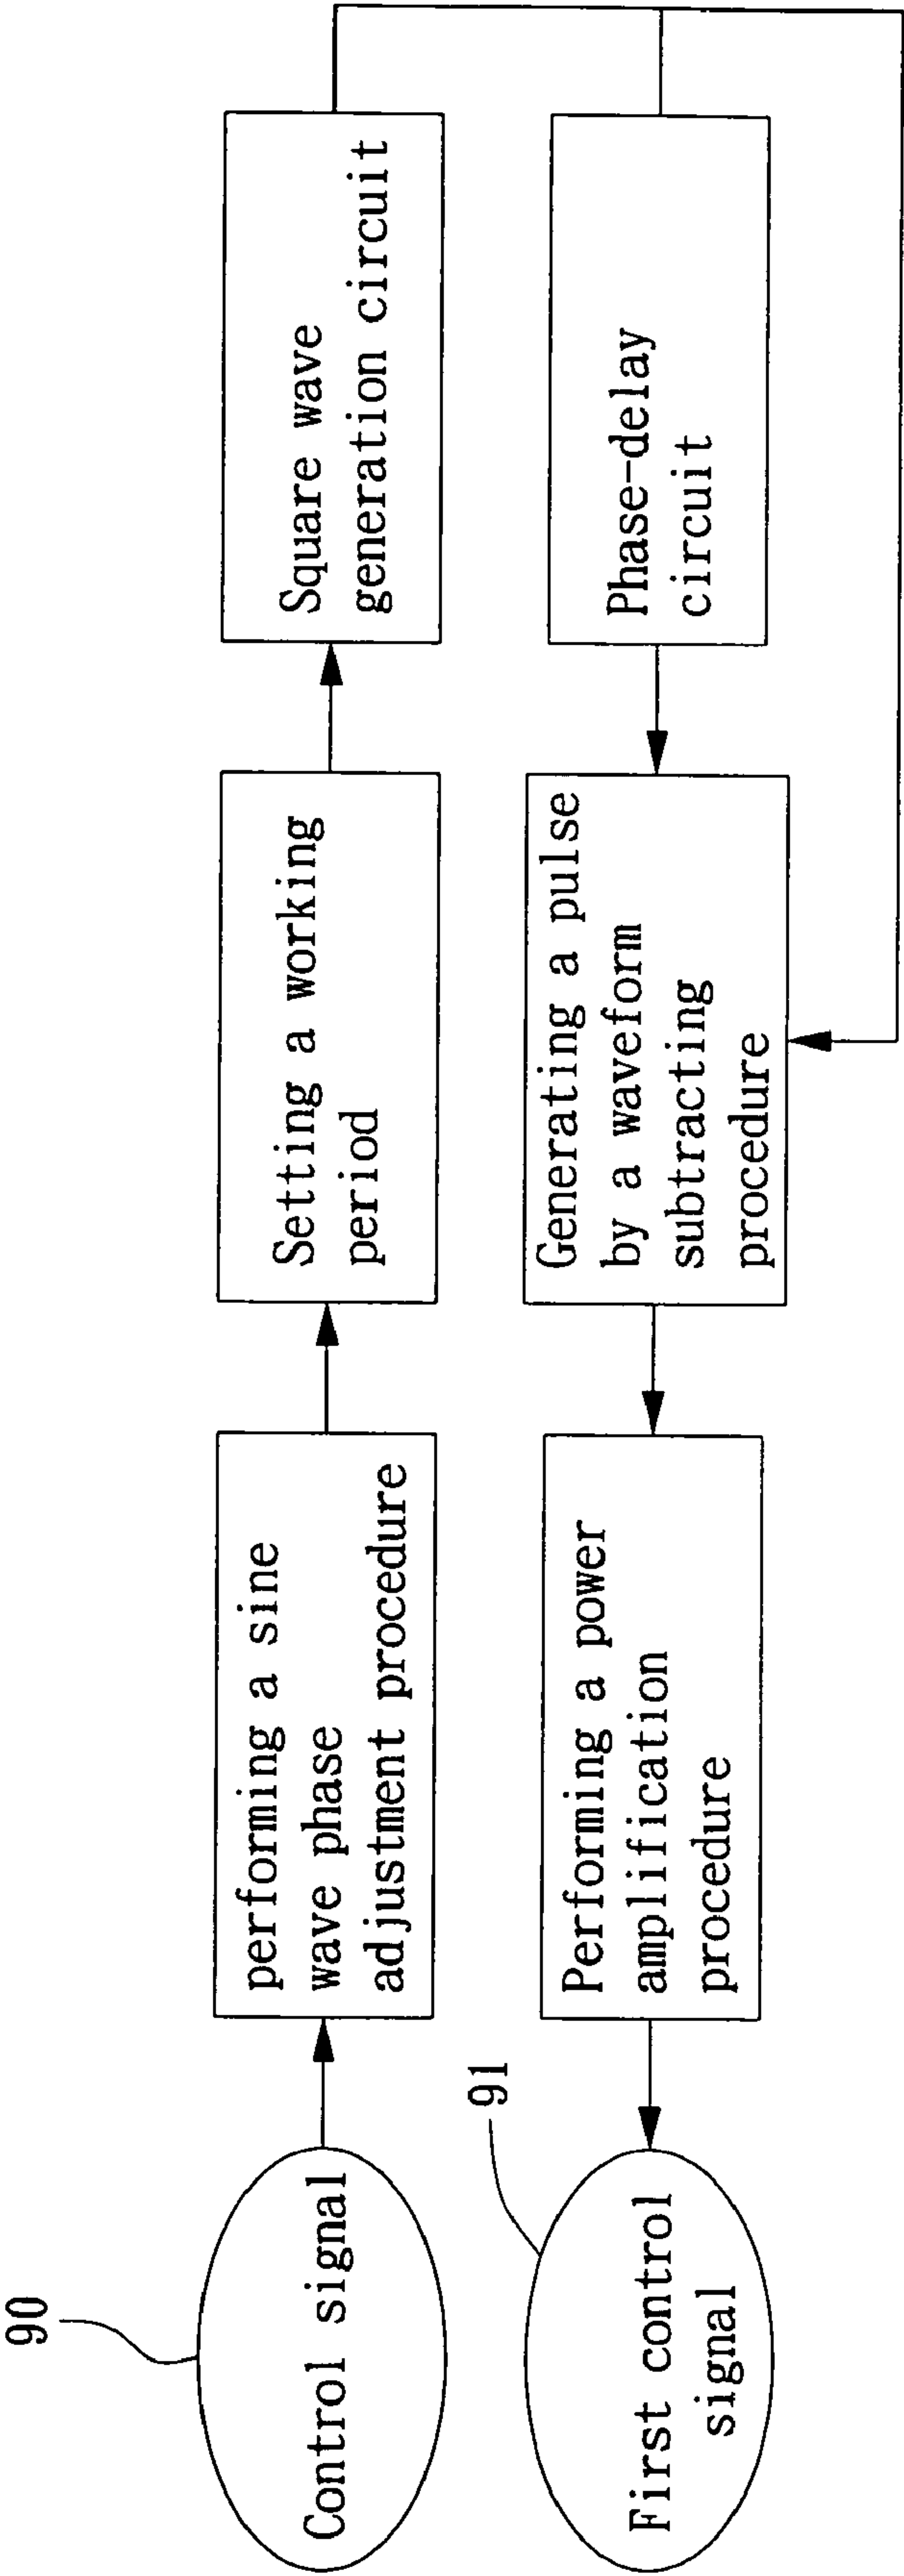 90
Control signal
performing a sine
wave phase
adjustment procedure
Setting a working
period
Square wave
generation circuit
Phase-delay
circuit
Generating a pulse
by a waveform
subtracting
procedure
Performing a power
amplification
procedure
91
First control
signal